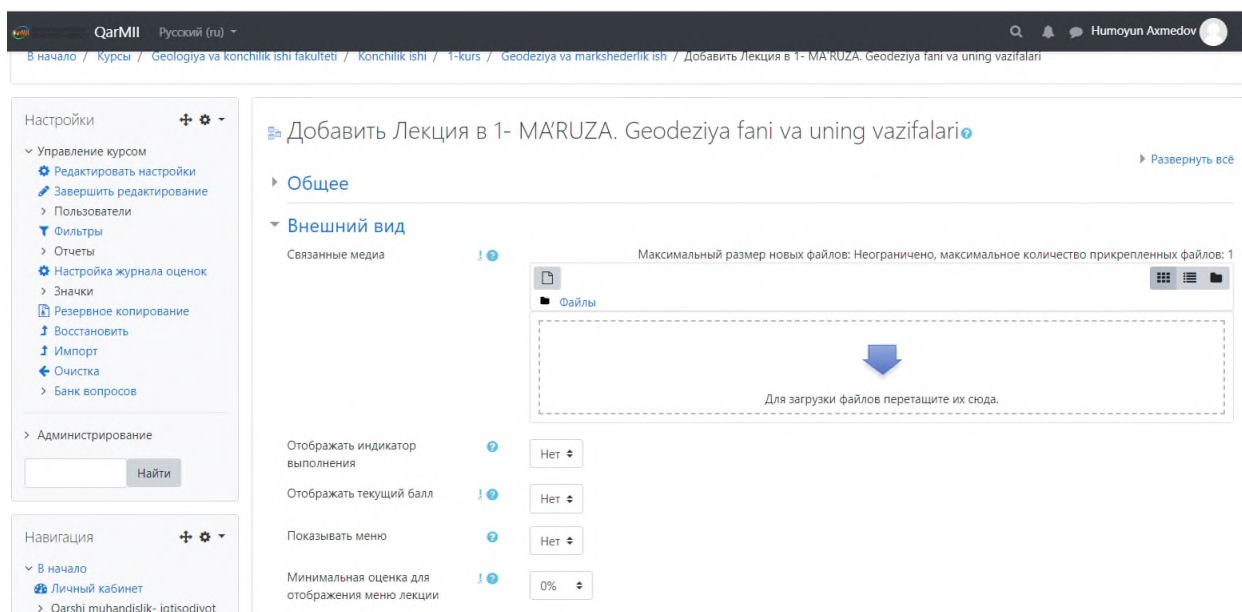 QarMII Русский (ru) Humoyun Axmedov
В начало / Курсы / Geologiya va konchilik ishi fakulteti / Konchilik ishi / 1-kurs / Geodeziya va markshederlik ish / Добавить Лекция в 1- MA'RUZA. Geodeziya fani va uning vazifalari
Настройки
Управление курсом
Редактировать настройки
Завершить редактирование
Пользователи
Фильтры
Отчеты
Настройка журнала оценок
Значки
Резервное копирование
Восстановить
Импорт
Очистка
Банк вопросов
Администрирование
Найти
Навигация
В начало
Личный кабинет
Qarshi muhandislik- iqtisodiyot
Добавить Лекция в 1- MA'RUZA. Geodeziya fani va uning vazifalari
Развернуть всё
Общее
Внешний вид
Связанные медиа
Максимальный размер новых файлов: Неограничено, максимальное количество прикрепленных файлов: 1
Файлы
Для загрузки файлов перетащите их сюда.
Отображать индикатор
выполнения
Нет
Отображать текущий балл
Нет
Показывать меню
Нет
Минимальная оценка для
отображения меню лекции
0%